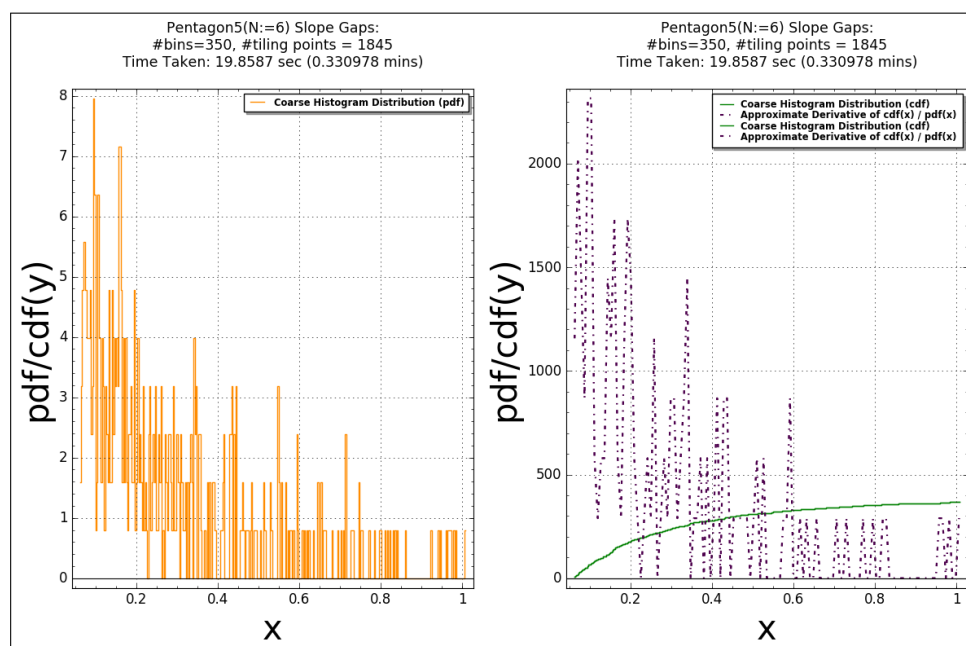 Pentagon5(N:=6) Slope Gaps:
#bins=350, #tiling points = 1845
Time Taken: 19.8587 sec (0.330978 mins)
Coarse Histogram Distribution (pdf)
8
7
6
5
4
3
2
1
0
pdf/cdf(y)
0.2
0.4
0.6
0.8
1
x
Pentagon5(N:=6) Slope Gaps:
#bins=350, #tiling points = 1845
Time Taken: 19.8587 sec (0.330978 mins)
Coarse Histogram Distribution (cdf)
Approximate Derivative of cdf(x) / pdf(x)
Coarse Histogram Distribution (cdf)
Approximate Derivative of cdf(x) / pdf(x)
2000
1500
1000
500
0
pdf/cdf(y)
0.2
0.4
0.6
0.8
1
x